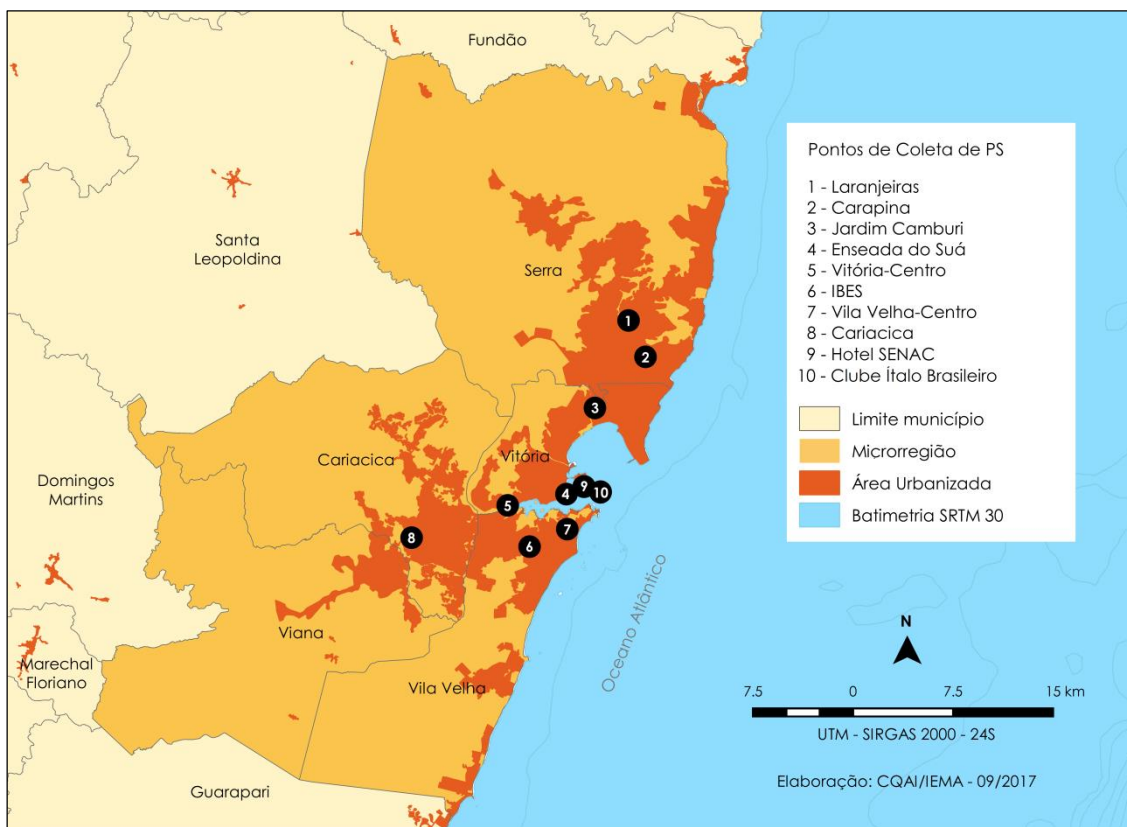 Fundão
Santa
Leopoldina
Serra
Domingos
Martins
Cariacica
Vitória
Viana
Marechal
Floriano
Vila Velha
Guarapari
Oceano Atlântico
1
2
3
4
9
10
5
7
6
8
Pontos de Coleta de PS
1 - Laranjeiras
2 - Carapina
3 - Jardim Camburi
4 - Enseada do Suá
5 - Vitória-Centro
6 - IBES
7 - Vila Velha-Centro
8 - Cariacica
9 - Hotel SENAC
10 - Clube Ítalo Brasileiro
Limite município
Microrregião
Área Urbanizada
Batimetria SRTM 30
N
7.5 0 7.5 15 km
UTM - SIRGAS 2000 - 24S
Elaboração: CQAI/IEMA - 09/2017